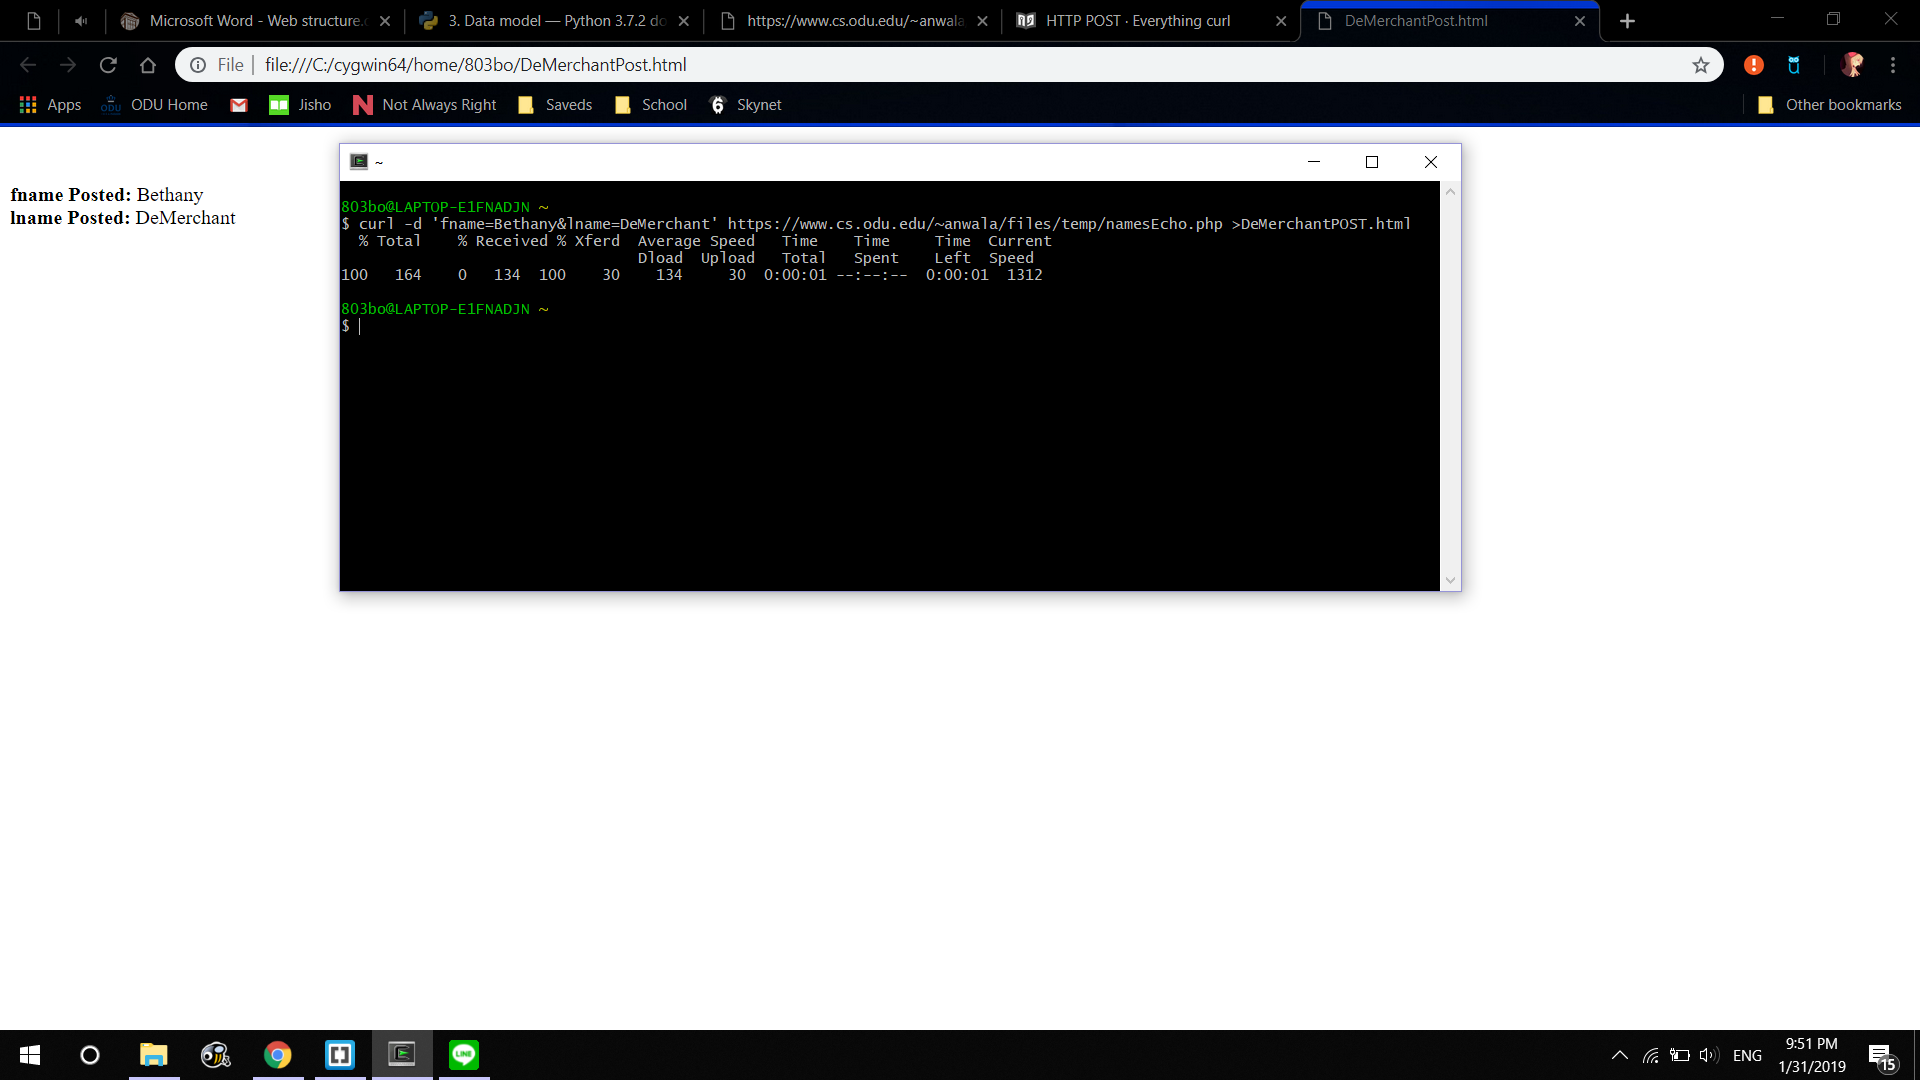 Microsoft Word - Web structure.
3. Data model — Python 3.7.2 do
https://www.cs.odu.edu/~anwala
HTTP POST · Everything curl
DeMerchantPost.html
File
file:///C:/cygwin64/home/803bo/DeMerchantPost.html
Apps
ODU
ODU Home
Jisho
N Not Always Right
Saveds
School
6 Skynet
Other bookmarks
fname Posted: Bethany
lname Posted: DeMerchant
~
803bo@LAPTOP-E1FNADJN ~
$ curl -d 'fname=Bethany&lname=DeMerchant' https://www.cs.odu.edu/~anwala/files/temp/namesEcho.php >DeMerchantPOST.html
% Total % Received % Xferd Average Speed Time Time Time Current
Dload Upload Total Spent Left Speed
100 164 0 134 100 30 134 30 0:00:01 --:--:-- 0:00:01 1312
803bo@LAPTOP-E1FNADJN ~
$
LINE
ENG
9:51 PM
1/31/2019
15